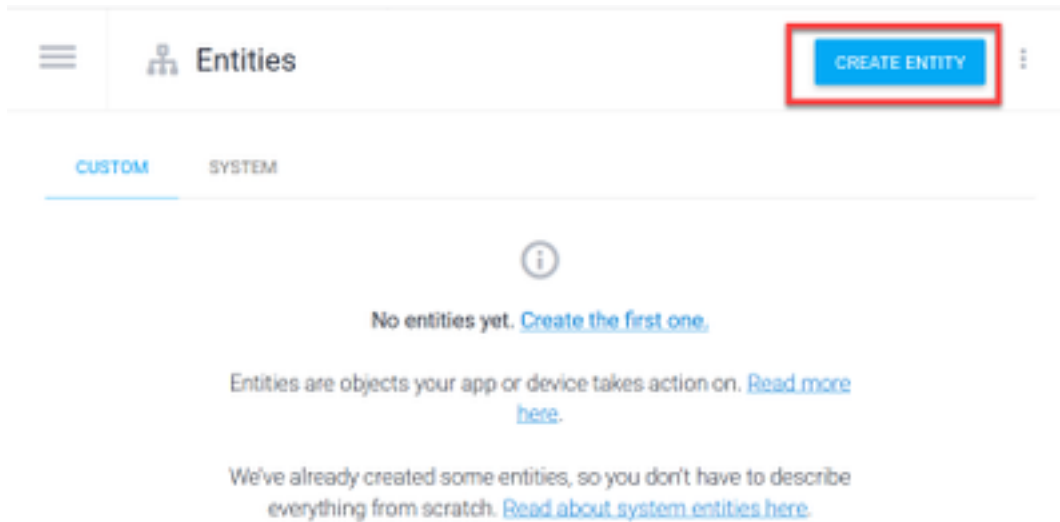 Entities
CREATE ENTITY
CUSTOM
SYSTEM
No entities yet. Create the first one.
Entities are objects your app or device takes action on. Read more
here.
We've already created some entities, so you don't have to describe
everything from scratch. Read about system entities here.